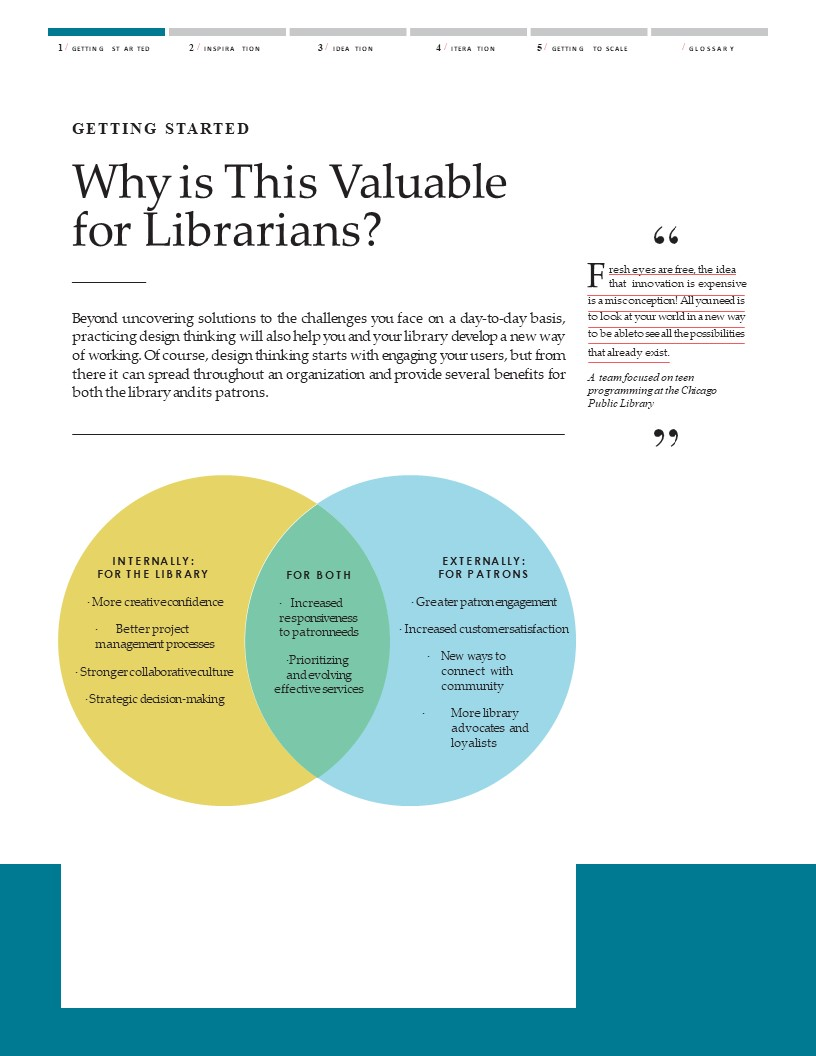 1 / GETTING STARTED 2 / INSPIRATION 3 / IDEATION 4 / ITERATION 5 / GETTING TO SCALE / GLOSSARY
GETTING STARTED
Why is This Valuable
for Librarians?
Beyond uncovering solutions to the challenges you face on a day-to-day basis,
practicing design thinking will also help you and your library develop a new way
of working. Of course, design thinking starts with engaging your users, but from
there it can spread throughout an organization and provide several benefits for
both the library and its patrons.
“
Fresh eyes are free, the idea
that innovation is expensive
is a misconception! All you need is
to look at your world in a new way
to be able to see all the possibilities
that already exist.
A team focused on teen
programming at the Chicago
Public Library
”
INTERNALLY:
FOR THE LIBRARY
· More creative confidence
· Better project
management processes
· Stronger collaborative culture
· Strategic decision-making
FOR BOTH
· Increased
responsiveness
to patron needs
· Prioritizing
and evolving
effective services
EXTERNALLY:
FOR PATRONS
· Greater patron engagement
· Increased customer satisfaction
· New ways to
connect with
community
· More library
advocates and
loyalists